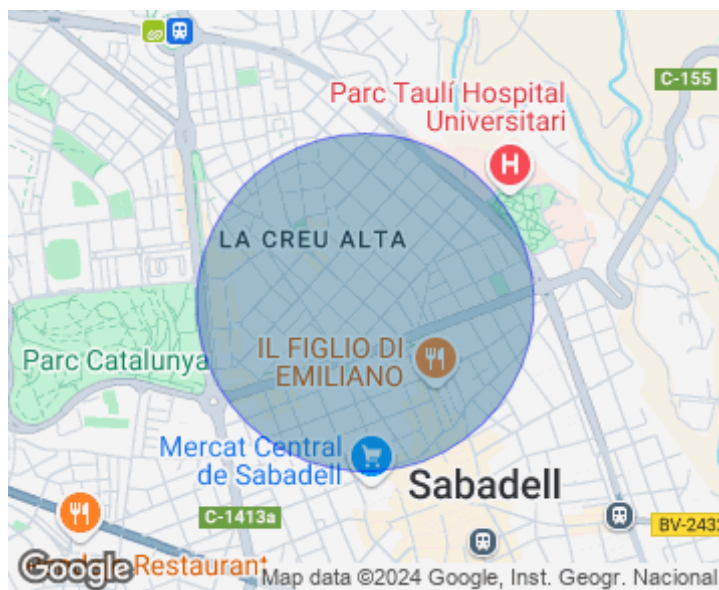 Parc Taulí Hospital
Universitari
C-155
H
LA CREU ALTA
IL FIGLIO DI
EMILIANO
Parc Catalunya
Mercat Central
de Sabadell
Sabadell
C-1413a
BV-2432
Restaurant
Google
Map data ©2024 Google, Inst. Geogr. Nacional